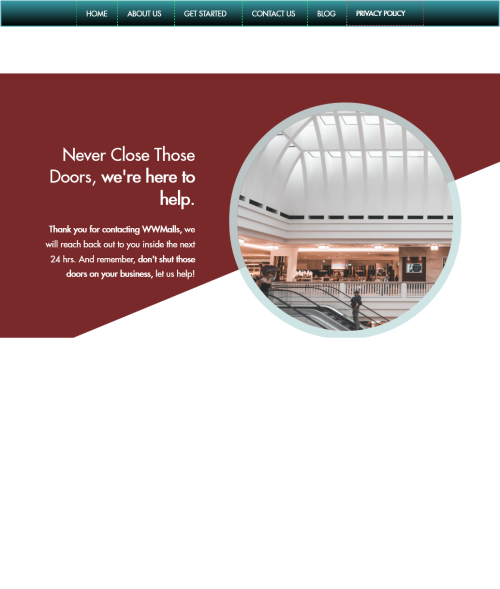 HOME ABOUT US GET STARTED CONTACT US BLOG PRIVACY POLICY
Never Close Those
Doors, we're here to
help.
Thank you for contacting WWMalls, we
will reach back out to you inside the next
24 hrs. And remember, don't shut those
doors on your business, let us help!